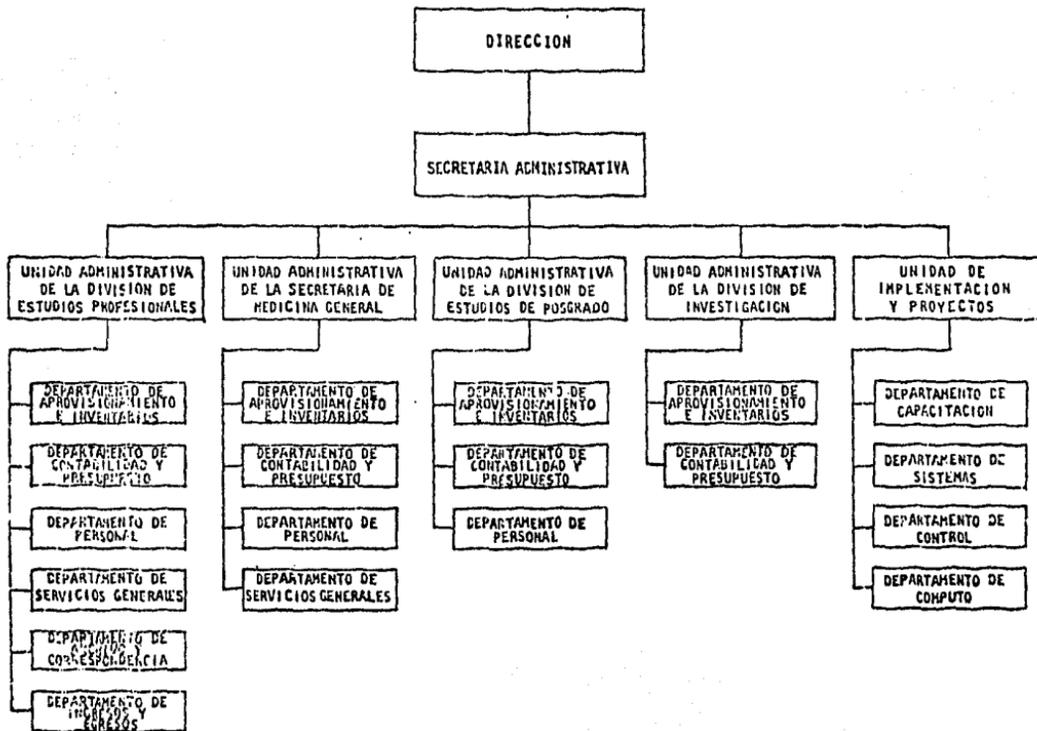 DIRECCION
SECRETARIA ADMINISTRATIVA
UNIDAD ADMINISTRATIVA
DE LA DIVISION DE
ESTUDIOS PROFESIONALES
UNIDAD ADMINISTRATIVA
DE LA SECRETARIA DE
MEDICINA GENERAL
UNIDAD ADMINISTRATIVA
DE LA DIVISION DE
ESTUDIOS DE POSGRADO
UNIDAD ADMINISTRATIVA
DE LA DIVISION DE
INVESTIGACION
UNIDAD DE
IMPLEMENTACION
Y PROYECTOS
DEPARTAMENTO DE
APROVISIONAMIENTO
E INVENTARIOS
DEPARTAMENTO DE
CONTABILIDAD Y
PRESUPUESTO
DEPARTAMENTO DE
PERSONAL
DEPARTAMENTO DE
SERVICIOS GENERALES
DEPARTAMENTO DE
Y
CORRESPONDENCIA
DEPARTAMENTO DE
INGRESOS Y
EGRESOS
DEPARTAMENTO DE
APROVISIONAMIENTO
E INVENTARIOS
DEPARTAMENTO DE
CONTABILIDAD Y
PRESUPUESTO
DEPARTAMENTO DE
PERSONAL
DEPARTAMENTO DE
SERVICIOS GENERALES
DEPARTAMENTO DE
APROVISIONAMIENTO
E INVENTARIOS
DEPARTAMENTO DE
CONTABILIDAD Y
PRESUPUESTO
DEPARTAMENTO DE
PERSONAL
DEPARTAMENTO DE
APROVISIONAMIENTO
E INVENTARIOS
DEPARTAMENTO DE
CONTABILIDAD Y
PRESUPUESTO
DEPARTAMENTO DE
CAPACITACION
DEPARTAMENTO DE
SISTEMAS
DEPARTAMENTO DE
CONTROL
DEPARTAMENTO DE
COMPUTO